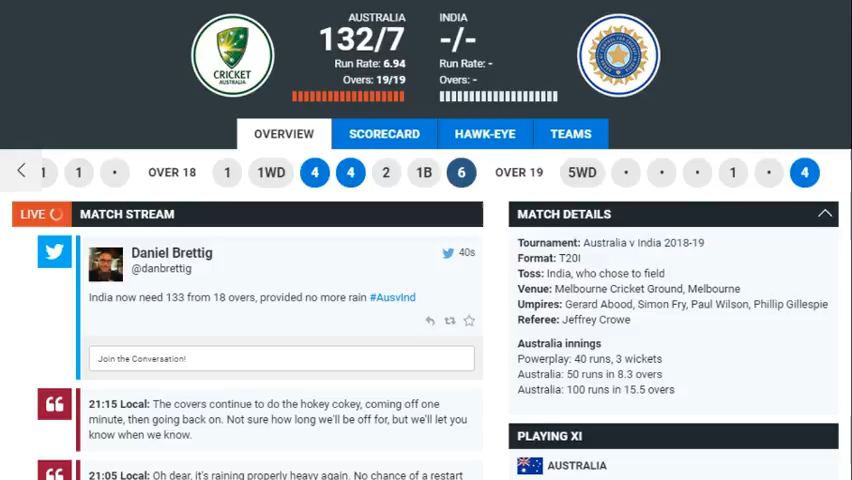 AUSTRALIA
132/7
Run Rate: 6.94
Overs: 19/19
INDIA
-/-
Run Rate: -
Overs: -
CRICKET
AUSTRALIA
OVERVIEW SCORECARD HAWK-EYE TEAMS
1 1 • OVER 18 1 1WD 4 4 2 1B 6 OVER 19 5WD • • • 1 • 4
LIVE MATCH STREAM
Daniel Brettig 40s
@danbrettig
India now need 133 from 18 overs, provided no more rain #AusvInd
Join the Conversation!
21:15 Local: The covers continue to do the hokey cokey, coming off one
minute, then going back on. Not sure how long we'll be off for, but we'll let you
know when we know.
21:05 Local: Oh dear, it's raining properly heavy again. No chance of a restart
MATCH DETAILS
Tournament: Australia v India 2018-19
Format: T20I
Toss: India, who chose to field
Venue: Melbourne Cricket Ground, Melbourne
Umpires: Gerard Abood, Simon Fry, Paul Wilson, Phillip Gillespie
Referee: Jeffrey Crowe
Australia innings
Powerplay: 40 runs, 3 wickets
Australia: 50 runs in 8.3 overs
Australia: 100 runs in 15.5 overs
PLAYING XI
AUSTRALIA